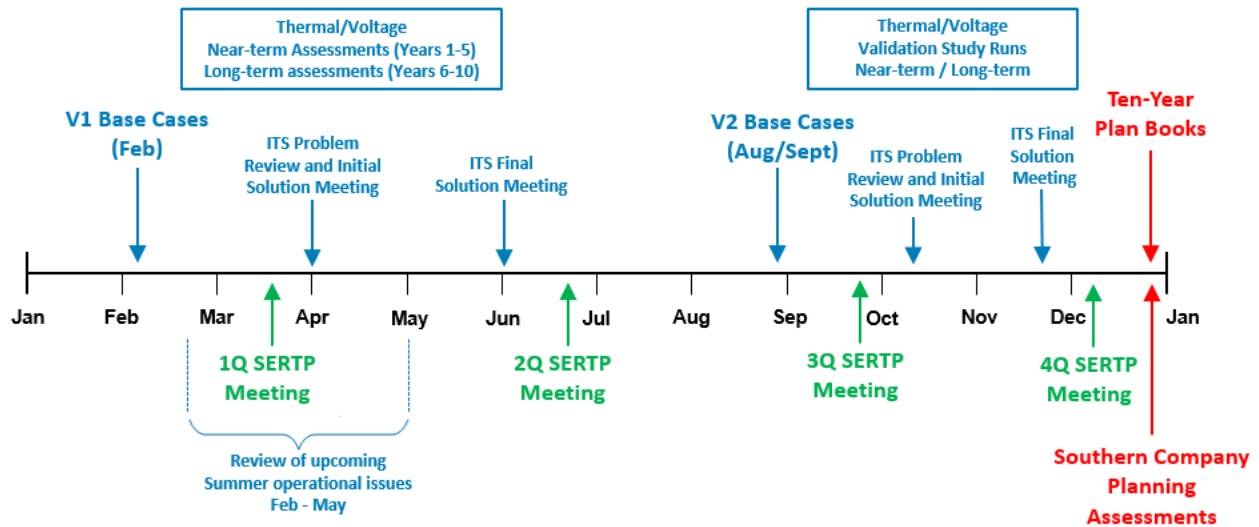 Thermal/Voltage
Near-term Assessments (Years 1-5)
Long-term assessments (Years 6-10)
Thermal/Voltage
Validation Study Runs
Near-term / Long-term
V1 Base Cases
(Feb)
ITS Problem
Review and Initial
Solution Meeting
ITS Final
Solution Meeting
V2 Base Cases
(Aug/Sept)
ITS Problem
Review and Initial
Solution Meeting
ITS Final
Solution
Meeting
Ten-Year
Plan Books
Jan
Feb
Mar
Apr
May
Jun
Jul
Aug
Sep
Oct
Nov
Dec
Jan
1Q SERTP
Meeting
2Q SERTP
Meeting
3Q SERTP
Meeting
4Q SERTP
Meeting
Review of upcoming
Summer operational issues
Feb - May
Southern Company
Planning
Assessments